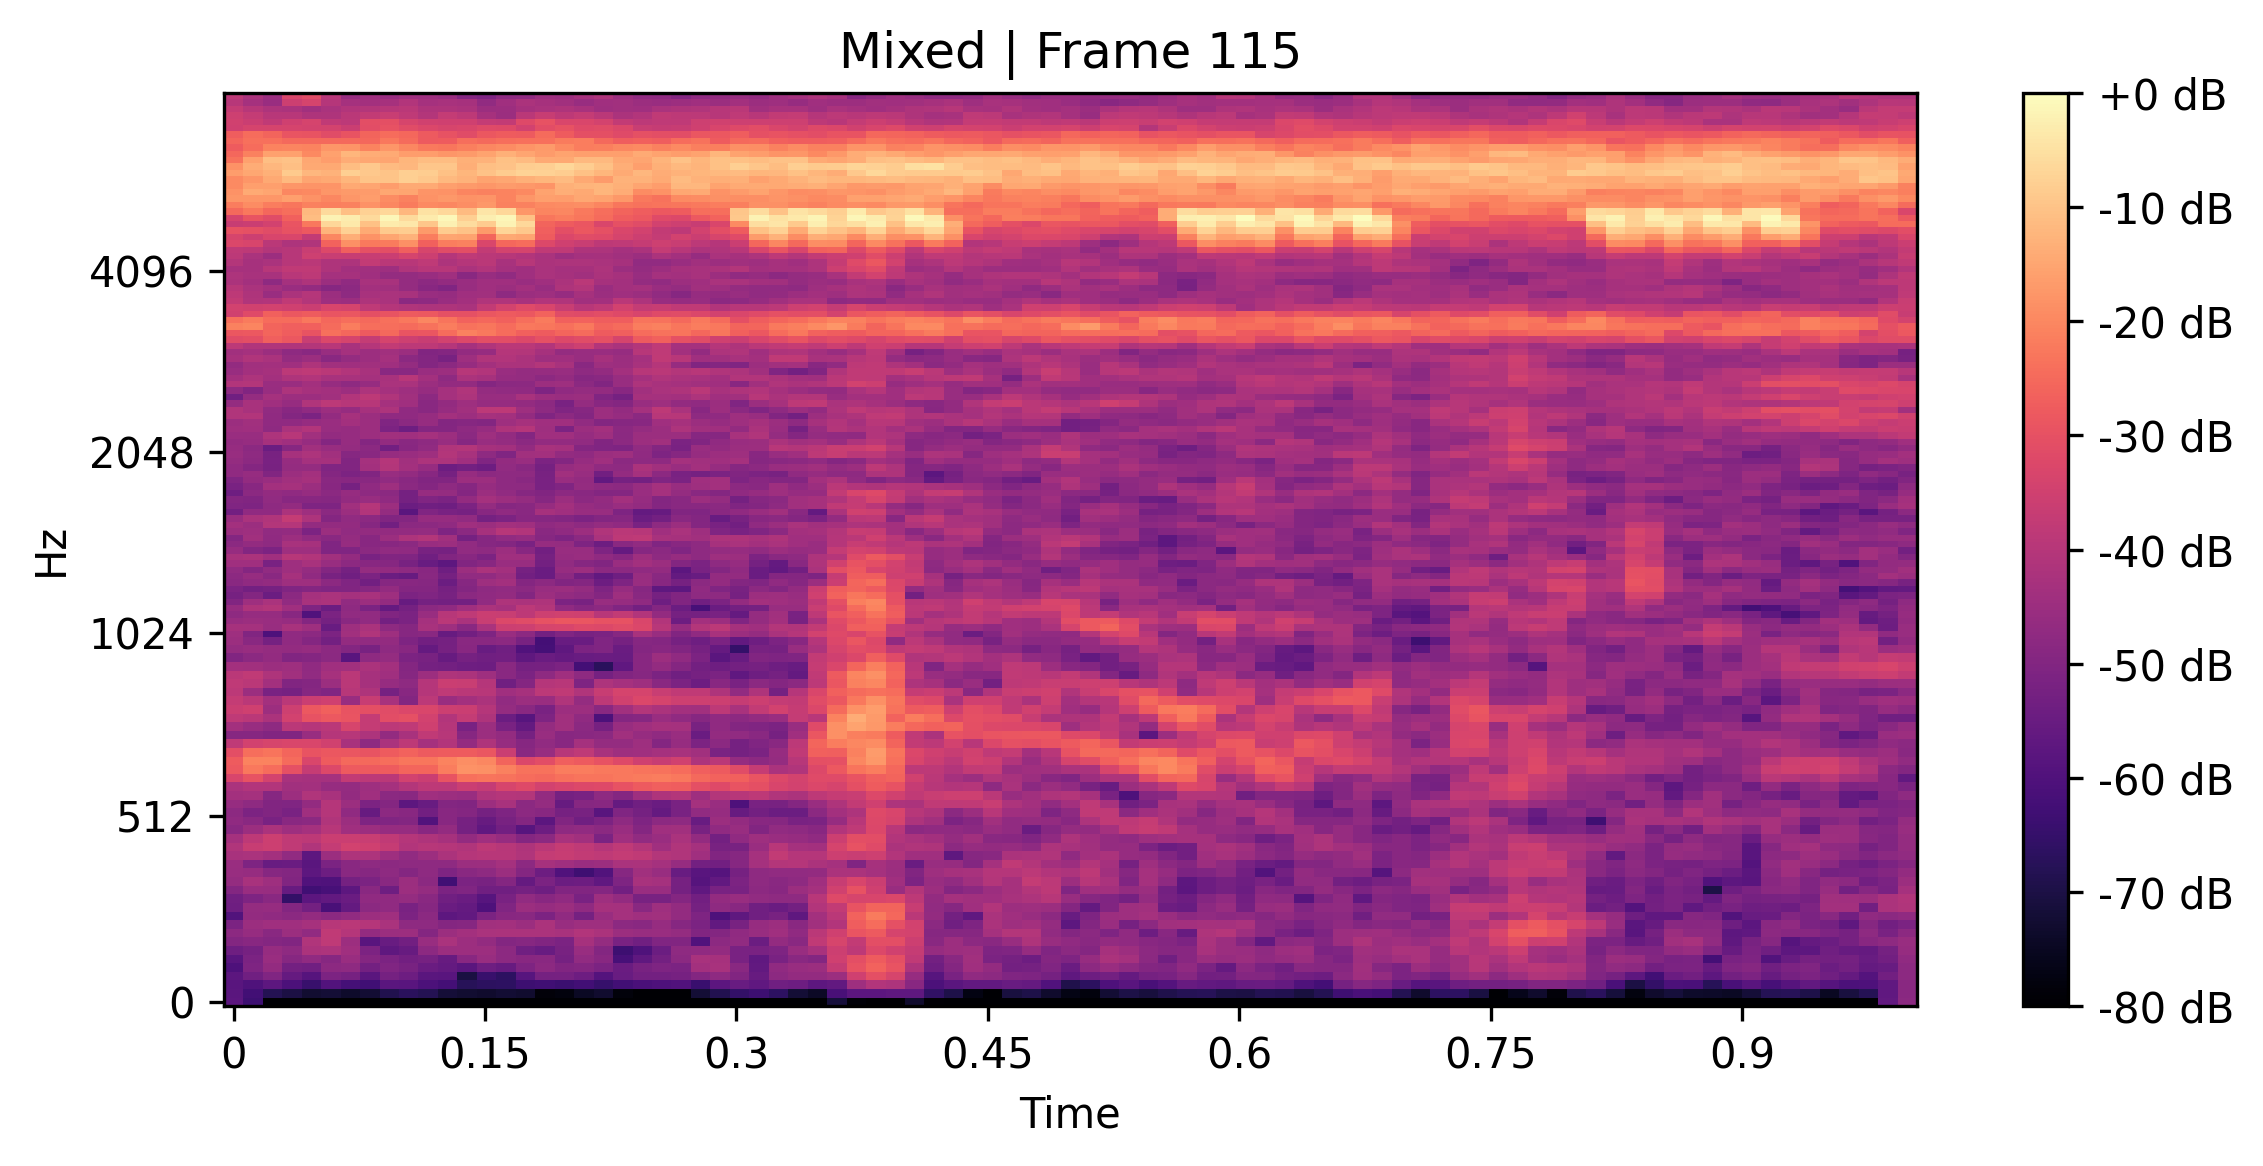 Mixed | Frame 115
+0 dB
-10 dB
-20 dB
-30 dB
-40 dB
-50 dB
-60 dB
-70 dB
-80 dB
4096
2048
1024
512
0
Hz
0 0.15 0.3 0.45 0.6 0.75 0.9
Time